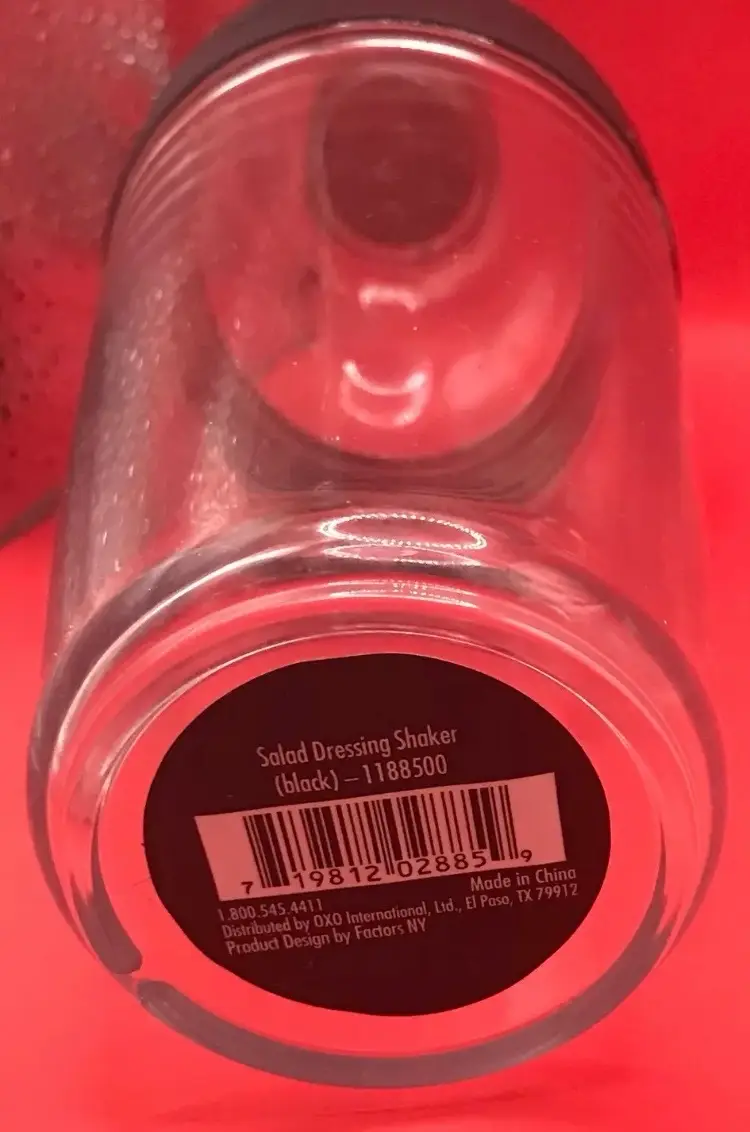 Salad Dressing Shaker
(black) – 1188500
7 19812 02885 9
Made in China
1.800.545.4411
Distributed by OXO International, Ltd., El Paso, TX 79912
Product Design by Factors NY